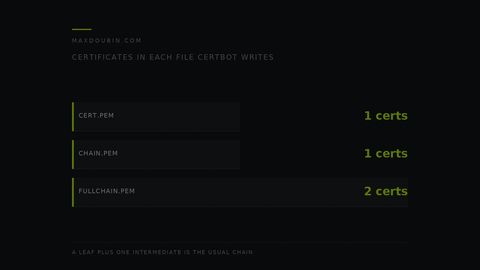 MAXDOURIN.COM
CERTIFICATES IN EACH FILE CERTBOT WRITES
CERT.PEM 1 certs
CHAIN.PEM 1 certs
FULLCHAIN.PEM 2 certs
A LEAF PLUS ONE INTERMEDIATE IS THE USUAL CHAIN